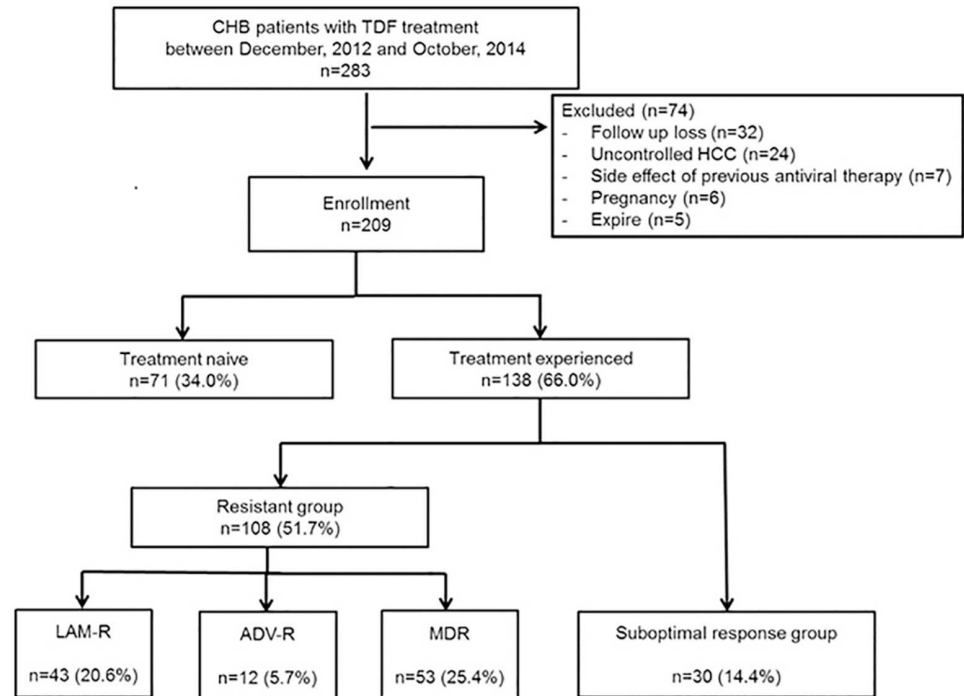 CHB patients with TDF treatment
between December, 2012 and October, 2014
n=283
Excluded (n=74)
- Follow up loss (n=32)
- Uncontrolled HCC (n=24)
- Side effect of previous antiviral therapy (n=7)
- Pregnancy (n=6)
- Expire (n=5)
Enrollment
n=209
Treatment naive
n=71 (34.0%)
Treatment experienced
n=138 (66.0%)
Resistant group
n=108 (51.7%)
LAM-R
n=43 (20.6%)
ADV-R
n=12 (5.7%)
MDR
n=53 (25.4%)
Suboptimal response group
n=30 (14.4%)